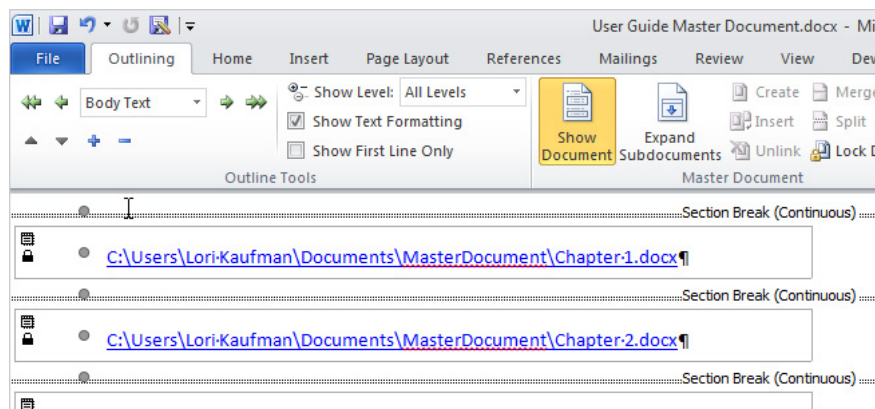 User Guide Master Document.docx - Mi
File Outlining Home Insert Page Layout References Mailings Review View Dev
Body Text Show Level: All Levels Create Merge
Show Text Formatting Show Document Expand Subdocuments Insert Split
Show First Line Only Unlink Lock D
Outline Tools Master Document
Section Break (Continuous)
C:\Users\Lori·Kaufman\Documents\MasterDocument\Chapter·1.docx¶
Section Break (Continuous)
C:\Users\Lori·Kaufman\Documents\MasterDocument\Chapter·2.docx¶
Section Break (Continuous)